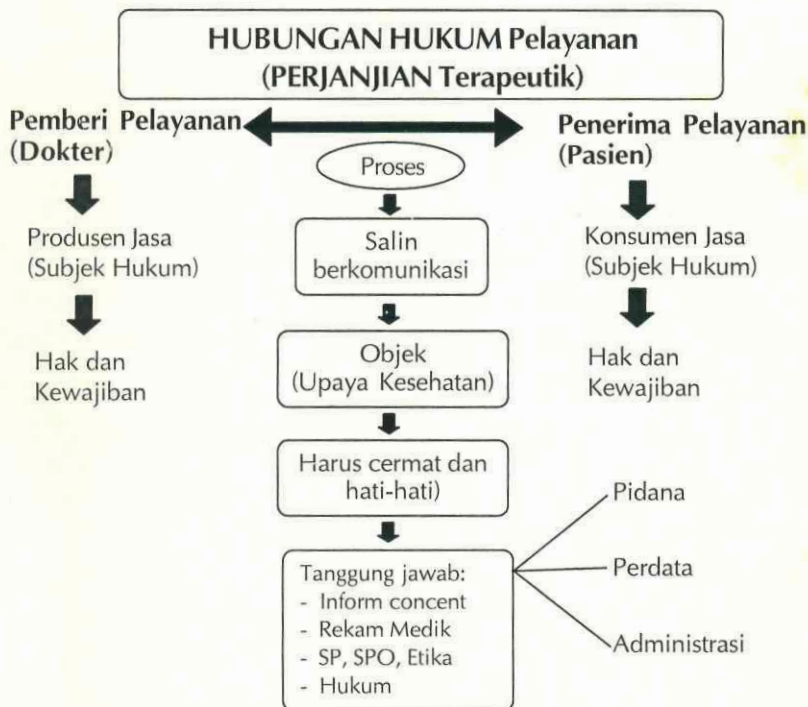 HUBUNGAN HUKUM Pelayanan
(PERJANJIAN Terapeutik)
Pemberi Pelayanan
(Dokter)
Penerima Pelayanan
(Pasien)
Proses
Produsen Jasa
(Subjek Hukum)
Salin
berkomunikasi
Konsumen Jasa
(Subjek Hukum)
Hak dan
Kewajiban
Objek
(Upaya Kesehatan)
Hak dan
Kewajiban
Harus cermat dan
hati-hati)
Tanggung jawab:
- Inform concent
- Rekam Medik
- SP, SPO, Etika
- Hukum
Pidana
Perdata
Administrasi